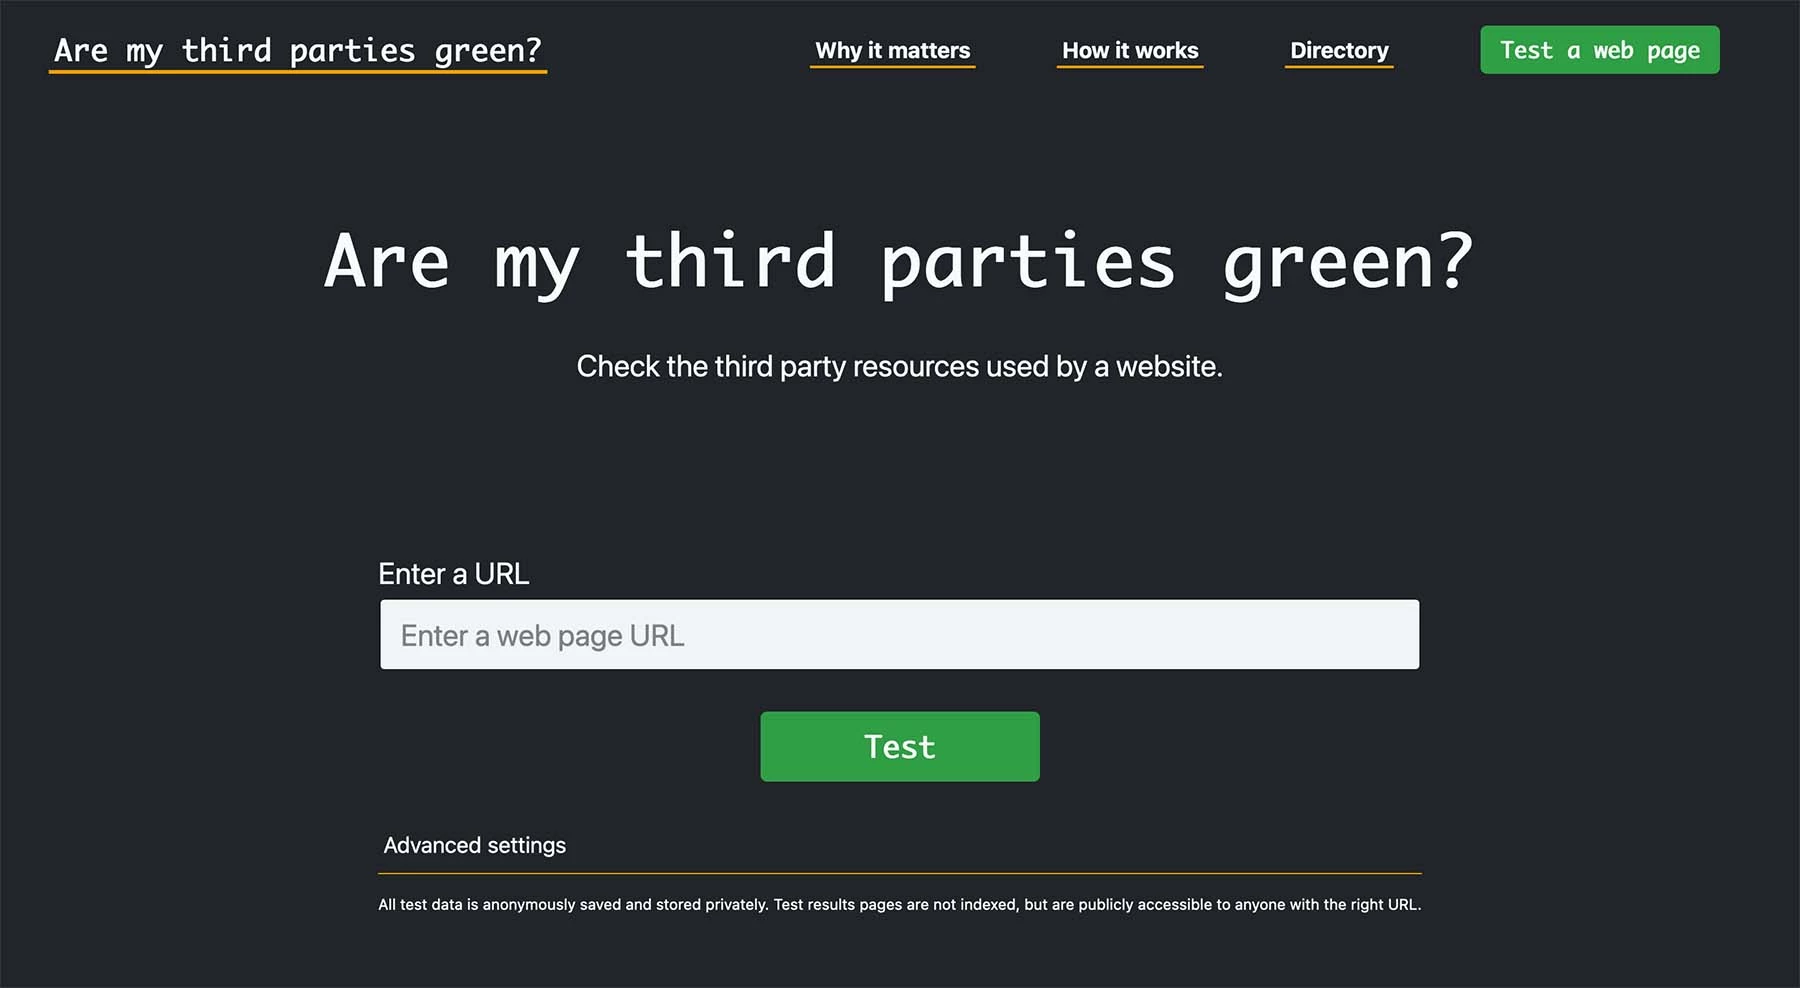 Are my third parties green?
Why it matters
How it works
Directory
Test a web page
Are my third parties green?
Check the third party resources used by a website.
Enter a URL
Enter a web page URL
Test
Advanced settings
All test data is anonymously saved and stored privately. Test results pages are not indexed, but are publicly accessible to anyone with the right URL.